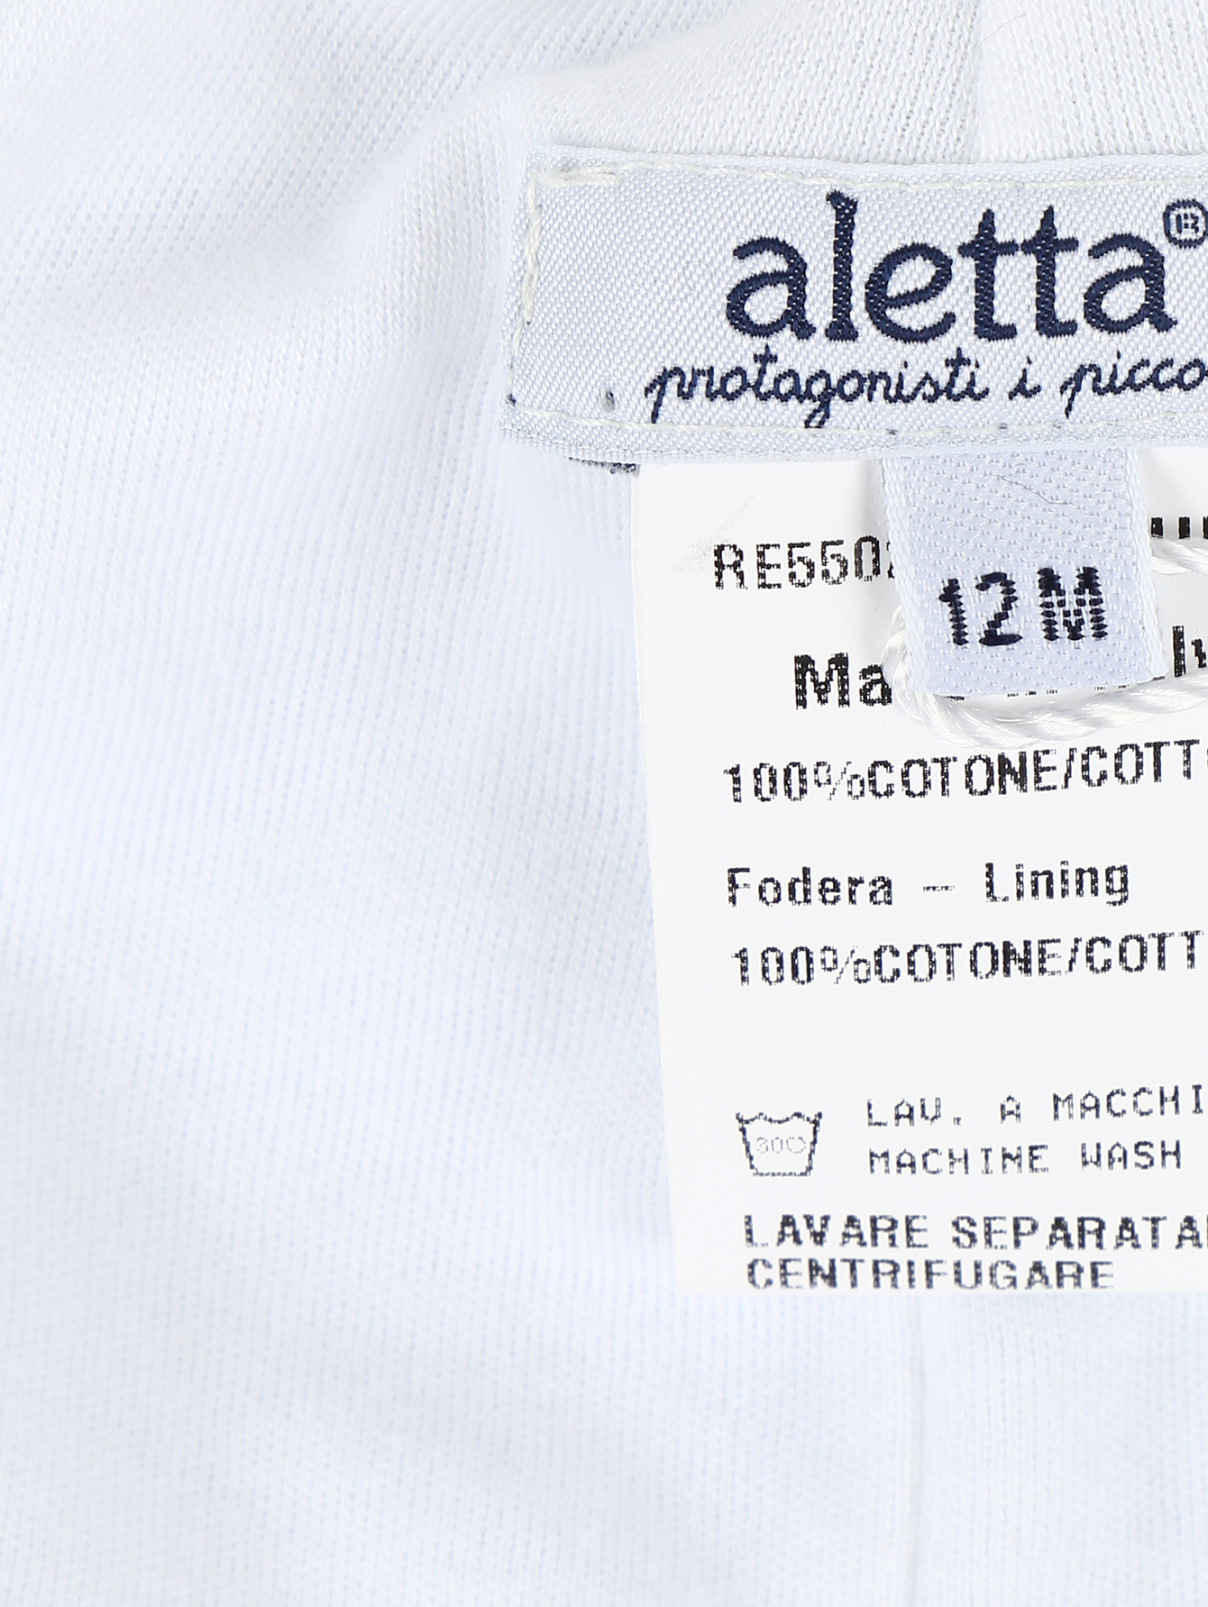 aletta®
protagonisti i picco
12M
RE550
Ma
100%COTONE/COTT
Fodera – Lining
100%COTONE/COTT
30C
LAV. A MACCHI
MACHINE WASH
LAVARE SEPARATA
CENTRIFUGARE